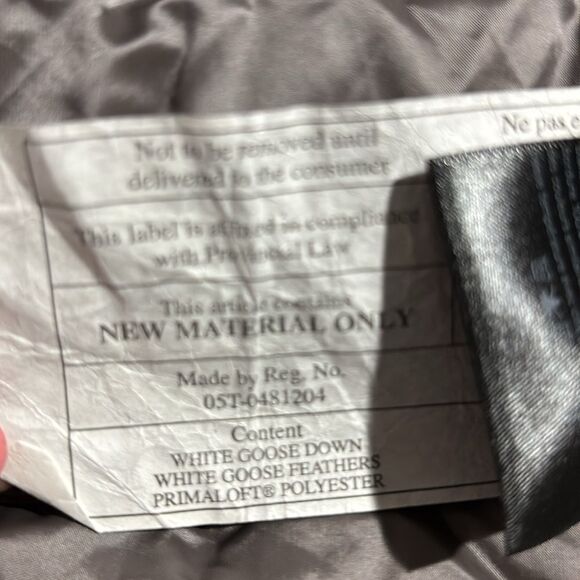 Not to be removed until
delivered to the consumer
Ne pas e
This label is affixed in compliance
with Provincial Law
This article contains
NEW MATERIAL ONLY
Made by Reg. No.
05T-0481204
Content
WHITE GOOSE DOWN
WHITE GOOSE FEATHERS
PRIMALOFT® POLYESTER